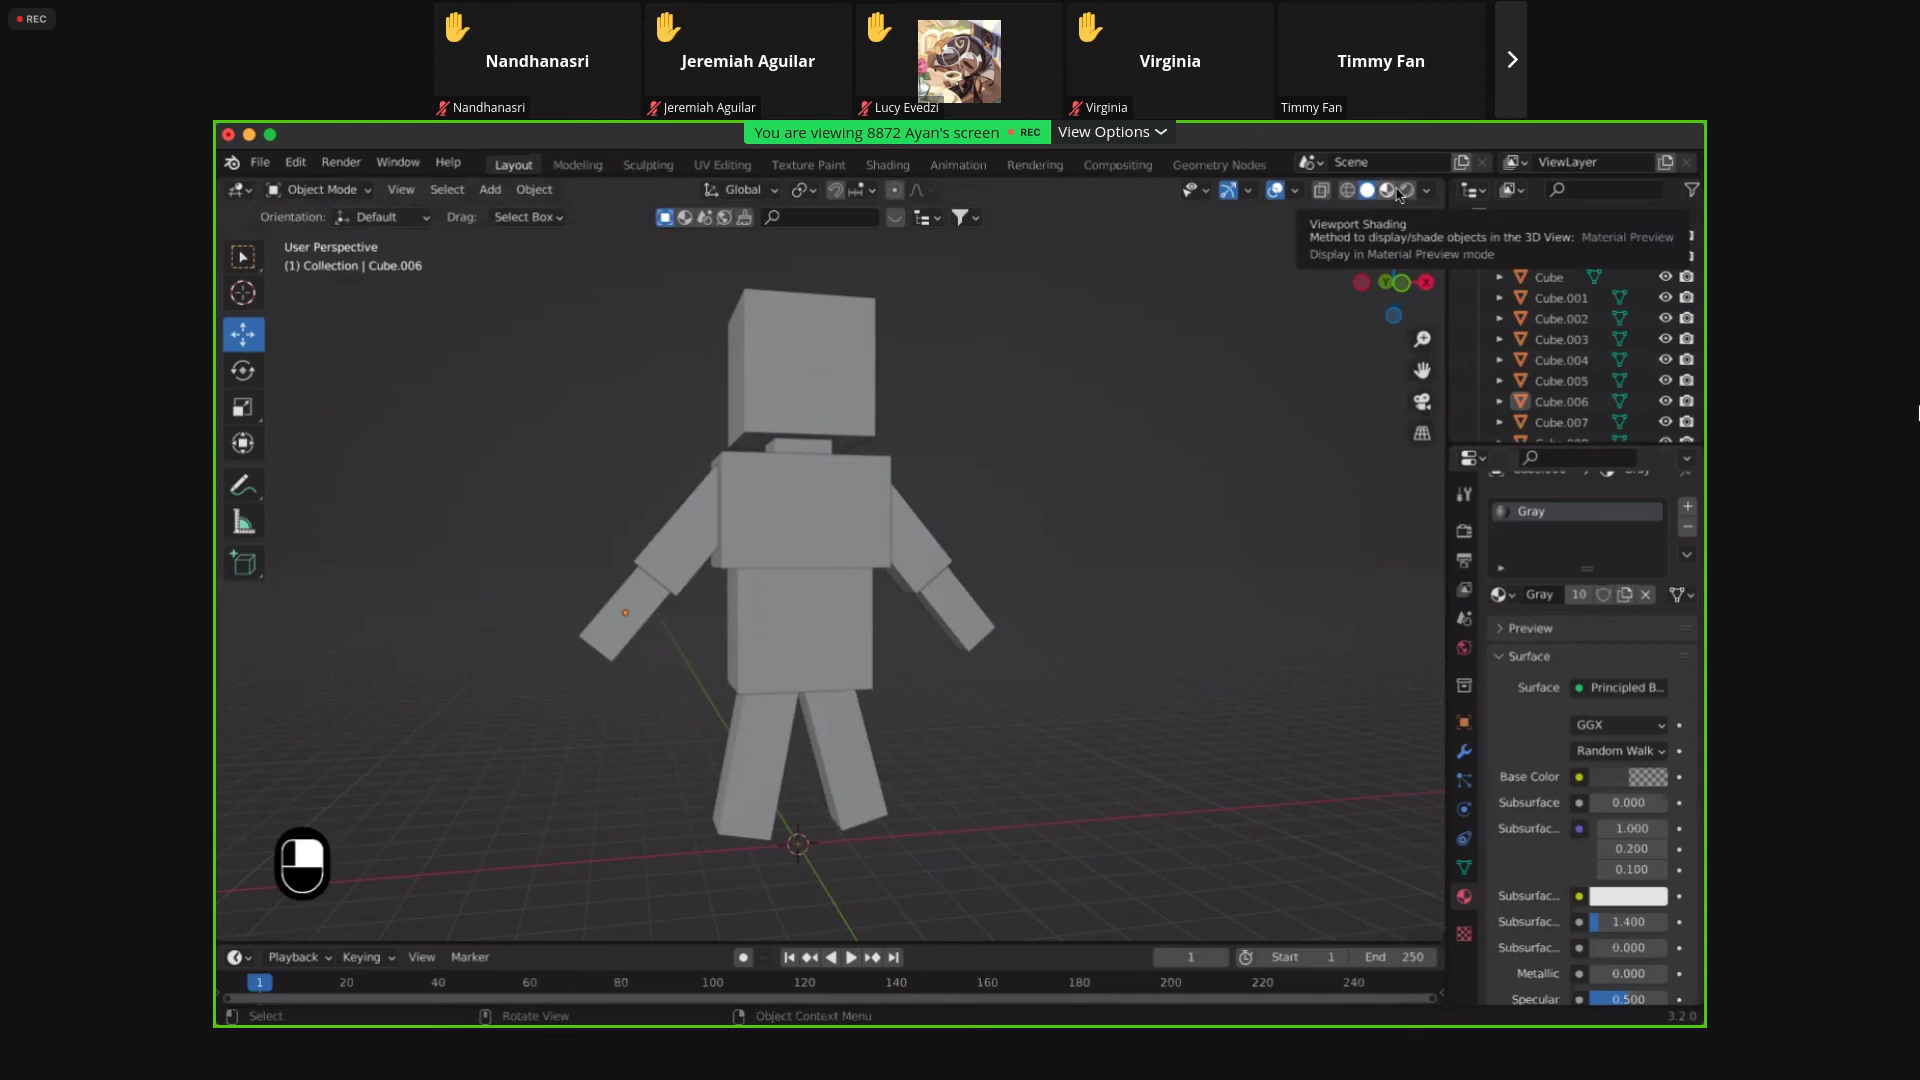 REC
Nandhanasri
Jeremiah Aguilar
Virginia
Timmy Fan
Nandhanasri
Jeremiah Aguilar
Lucy Evedzi
Virginia
Timmy Fan
You are viewing 8872 Ayan's screen REC View Options
File Edit Render Window Help Layout Modeling Sculpting UV Editing Texture Paint Shading Animation Rendering Compositing Geometry Nodes Scene ViewLayer
Object Mode View Select Add Object Global
Orientation: Default Drag: Select Box
Viewport Shading
Method to display/shade objects in the 3D View: Material Preview
Display in Material Preview mode
User Perspective
(1) Collection | Cube.006
Y X
Cube
Cube.001
Cube.002
Cube.003
Cube.004
Cube.005
Cube.006
Cube.007
Gray
Gray 10
Preview
Surface
Surface Principled B...
GGX
Random Walk
Base Color
Subsurface 0.000
Subsurfac... 1.000
0.200
0.100
Subsurfac...
Subsurfac... 1.400
Subsurfac... 0.000
Metallic 0.000
Specular 0.500
Playback Keying View Marker 1 Start 1 End 250
1 20 40 60 80 100 120 140 160 180 200 220 240
Select Rotate View Object Context Menu 3.2.0